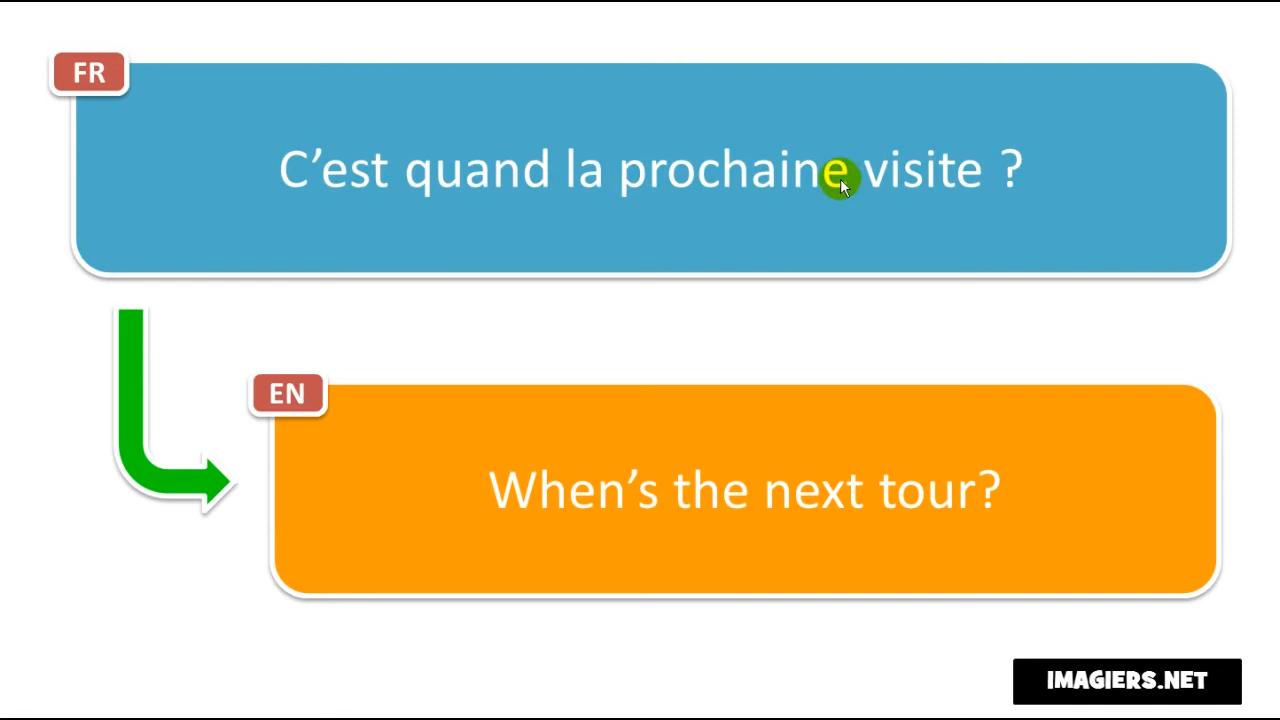 FR
C’est quand la prochaine visite ?
EN
When’s the next tour?
IMAGIERS.NET